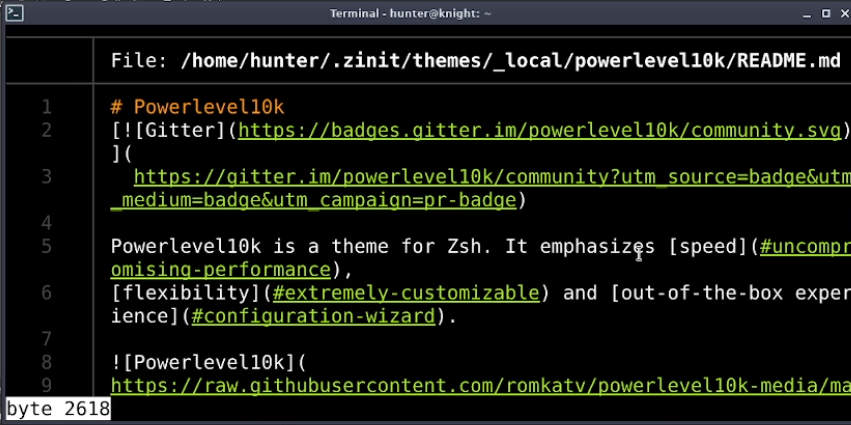 Terminal - hunter@knight: ~
File: /home/hunter/.zinit/themes/_local/powerlevel10k/README.md
1 # Powerlevel10k
2 [![Gitter](https://badges.gitter.im/powerlevel10k/community.svg)
](
3 https://gitter.im/powerlevel10k/community?utm_source=badge&utm
_medium=badge&utm_campaign=pr-badge)
4
5 Powerlevel10k is a theme for Zsh. It emphasizes [speed](#uncompr
omising-performance),
6 [flexibility](#extremely-customizable) and [out-of-the-box exper
ience](#configuration-wizard).
7
8 ![Powerlevel10k](
9 https://raw.githubusercontent.com/romkatv/powerlevel10k-media/ma
byte 2618